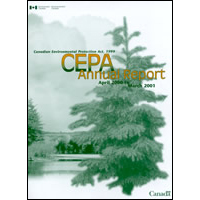 Canadian Environmental Protection Act, 1999
CEPA
Annual Report
April 2000 to
March 2001
Canada